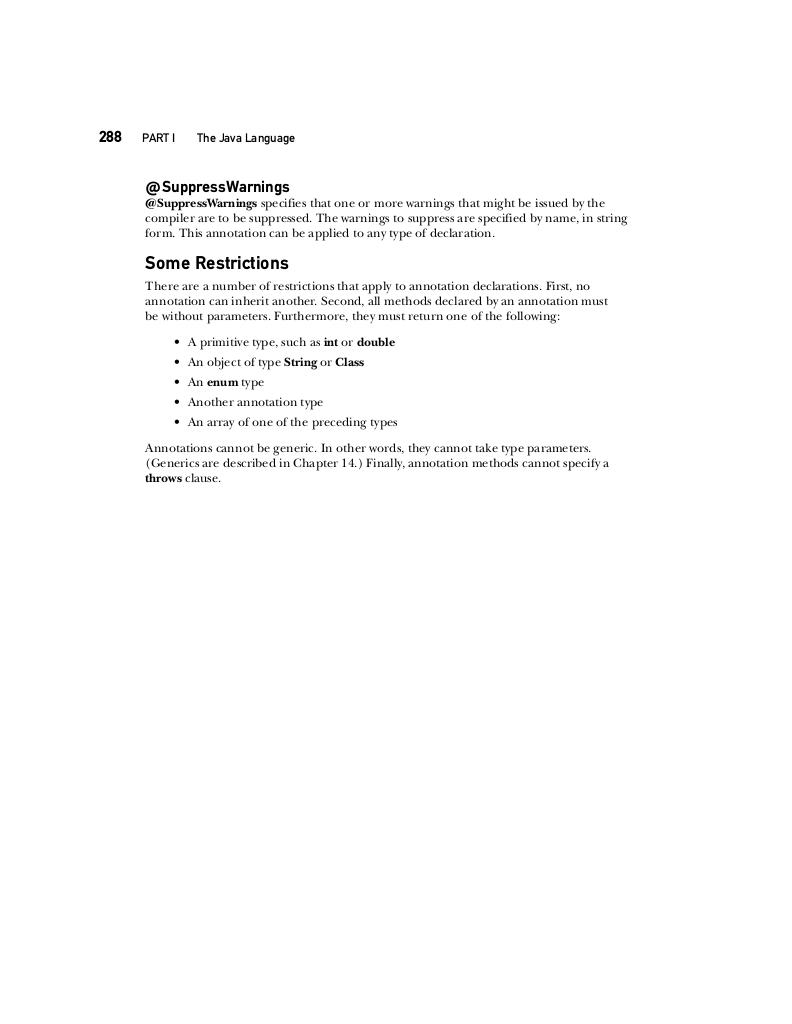 288 PART I The Java Language
@SuppressWarnings
@SuppressWarnings specifies that one or more warnings that might be issued by the
compiler are to be suppressed. The warnings to suppress are specified by name, in string
form. This annotation can be applied to any type of declaration.
Some Restrictions
There are a number of restrictions that apply to annotation declarations. First, no
annotation can inherit another. Second, all methods declared by an annotation must
be without parameters. Furthermore, they must return one of the following:
• A primitive type, such as int or double
• An object of type String or Class
• An enum type
• Another annotation type
• An array of one of the preceding types
Annotations cannot be generic. In other words, they cannot take type parameters.
(Generics are described in Chapter 14.) Finally, annotation methods cannot specify a
throws clause.